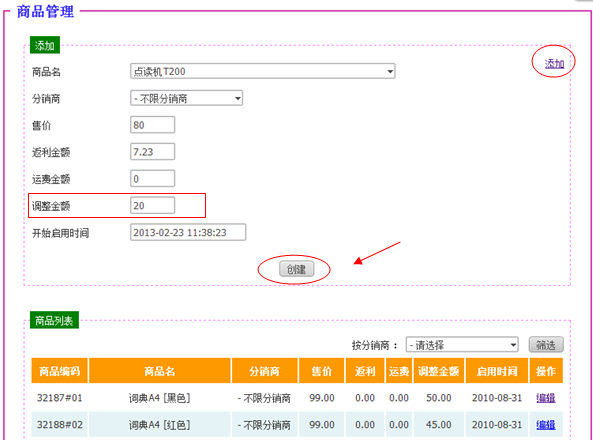 商品管理
添加
添加
商品名 点读机T200
分销商 - 不限分销商
售价 80
返利金额 7.23
运费金额 0
调整金额 20
开始启用时间 2013-02-23 11:38:23
创建
商品列表
按分销商： - 请选择 筛选
商品编码 商品名 分销商 售价 返利 运费 调整金额 启用时间 操作
32187#01 词典A4 [黑色] - 不限分销商 99.00 0.00 0.00 50.00 2010-08-31 编辑
32188#02 词典A4 [红色] - 不限分销商 99.00 0.00 0.00 45.00 2010-08-31 编辑